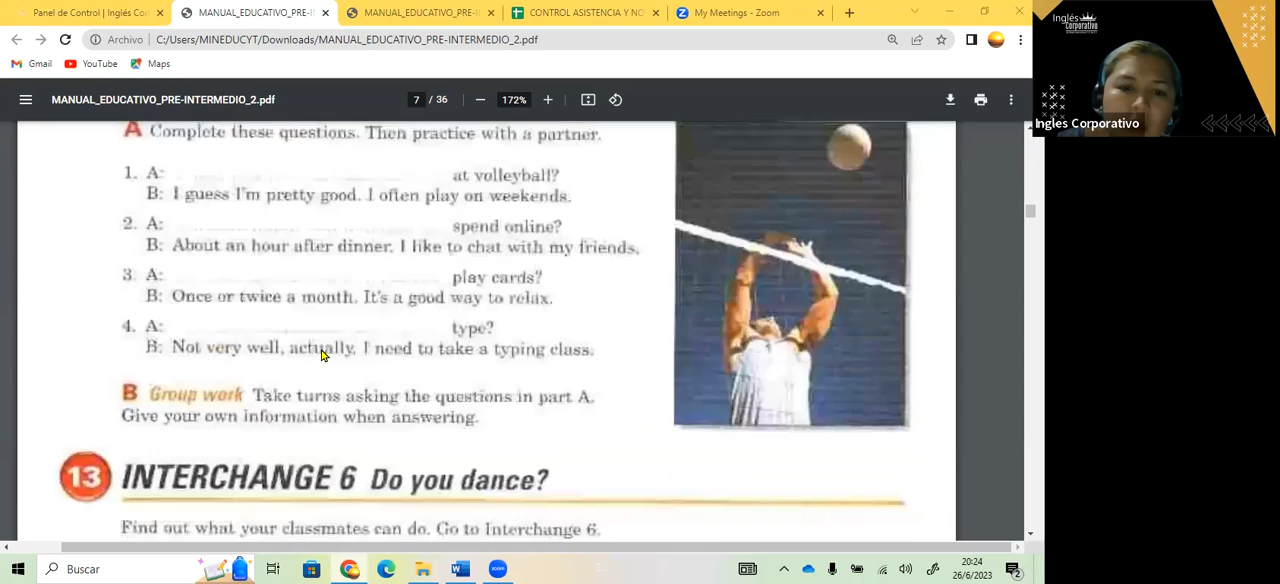 Panel de Control | Inglés Co
MANUAL_EDUCATIVO_PRE-I
MANUAL_EDUCATIVO_PRE-I
CONTROL ASISTENCIA Y NO
My Meetings - Zoom
Archivo
C:/Users/MINEDUCYT/Downloads/MANUAL_EDUCATIVO_PRE-INTERMEDIO_2.pdf
Gmail
YouTube
Maps
MANUAL_EDUCATIVO_PRE-INTERMEDIO_2.pdf
7 / 36
172%
A Complete these questions. Then practice with a partner.
1. A: at volleyball?
B: I guess I'm pretty good. I often play on weekends.
2. A: spend online?
B: About an hour after dinner. I like to chat with my friends.
3. A: play cards?
B: Once or twice a month. It's a good way to relax.
4. A: type?
B: Not very well, actually. I need to take a typing class.
B Group work Take turns asking the questions in part A.
Give your own information when answering.
13 INTERCHANGE 6 Do you dance?
Find out what your classmates can do. Go to Interchange 6.
Inglés
Corporativo
Ingles Corporativo
Buscar
W
zoom
20:24
26/6/2023
2